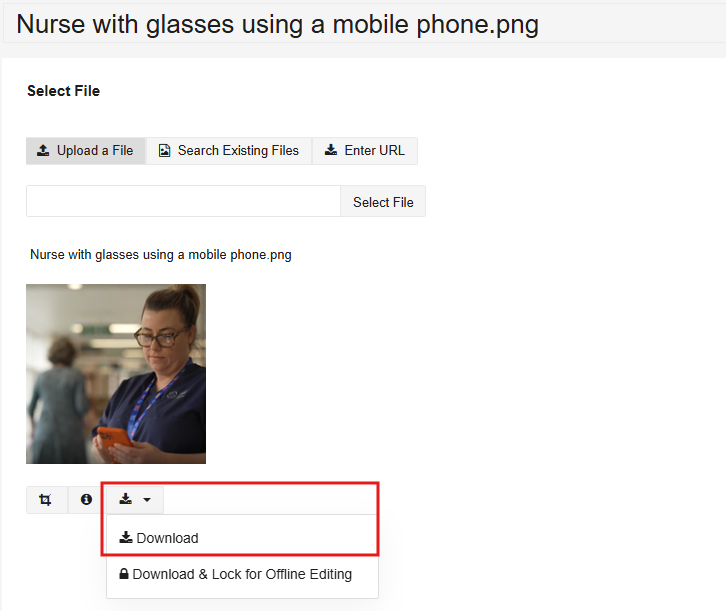 Nurse with glasses using a mobile phone.png
Select File
Upload a File Search Existing Files Enter URL
Select File
Nurse with glasses using a mobile phone.png
Download
Download & Lock for Offline Editing